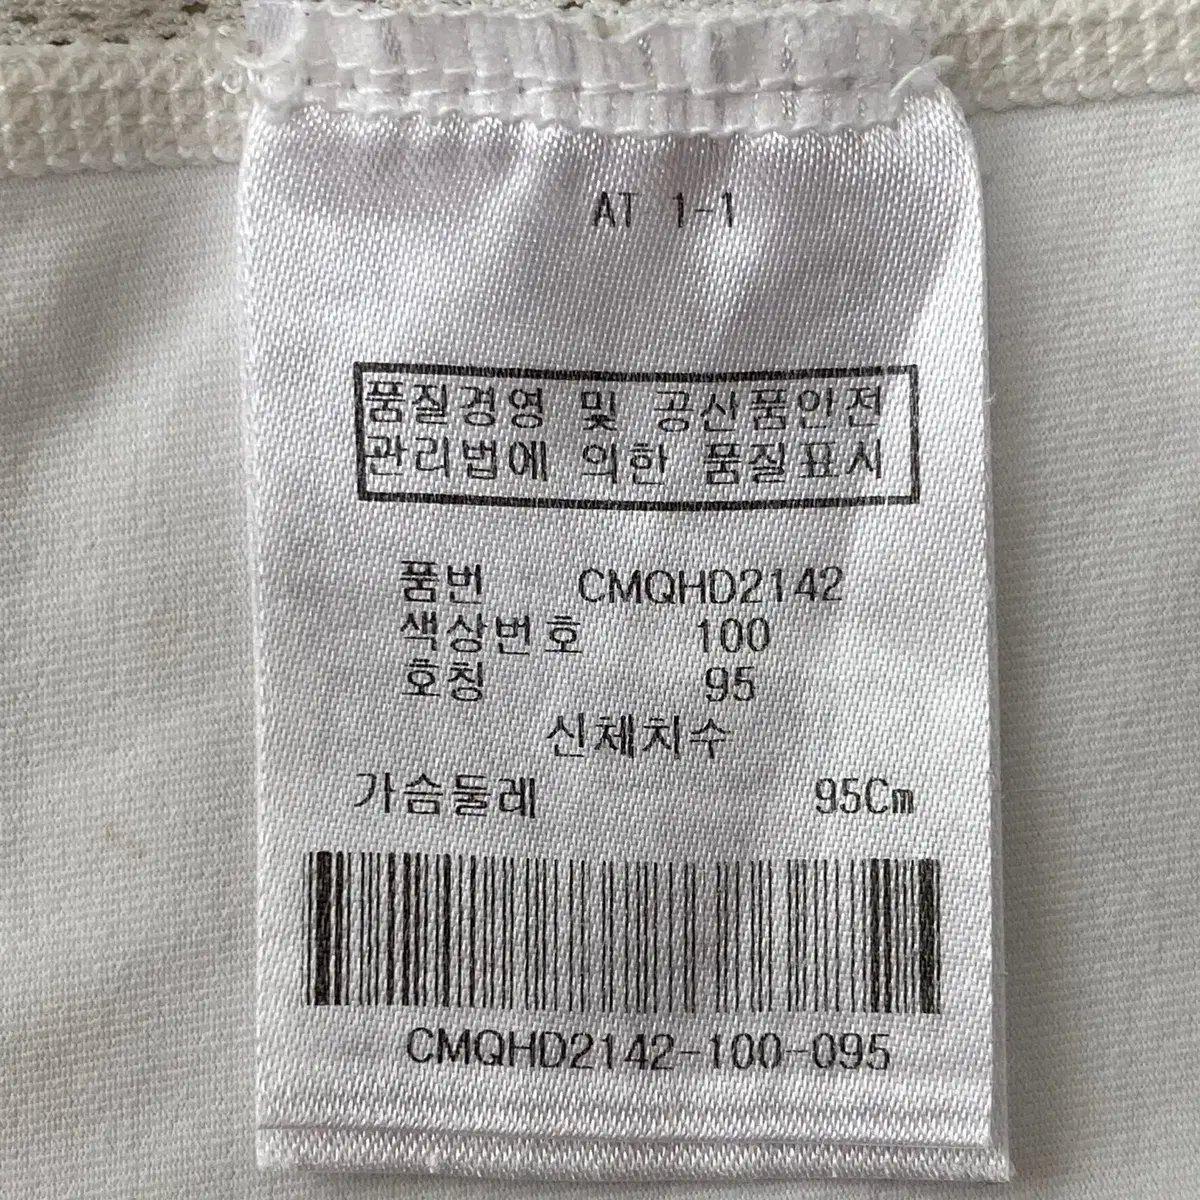 AT 1-1
품질경영 및 공산품안전
관리법에 의한 품질표시
품번 CMQHD2142
색상번호 100
호칭 95
신체치수
가슴둘레 95Cm
CMQHD2142-100-095